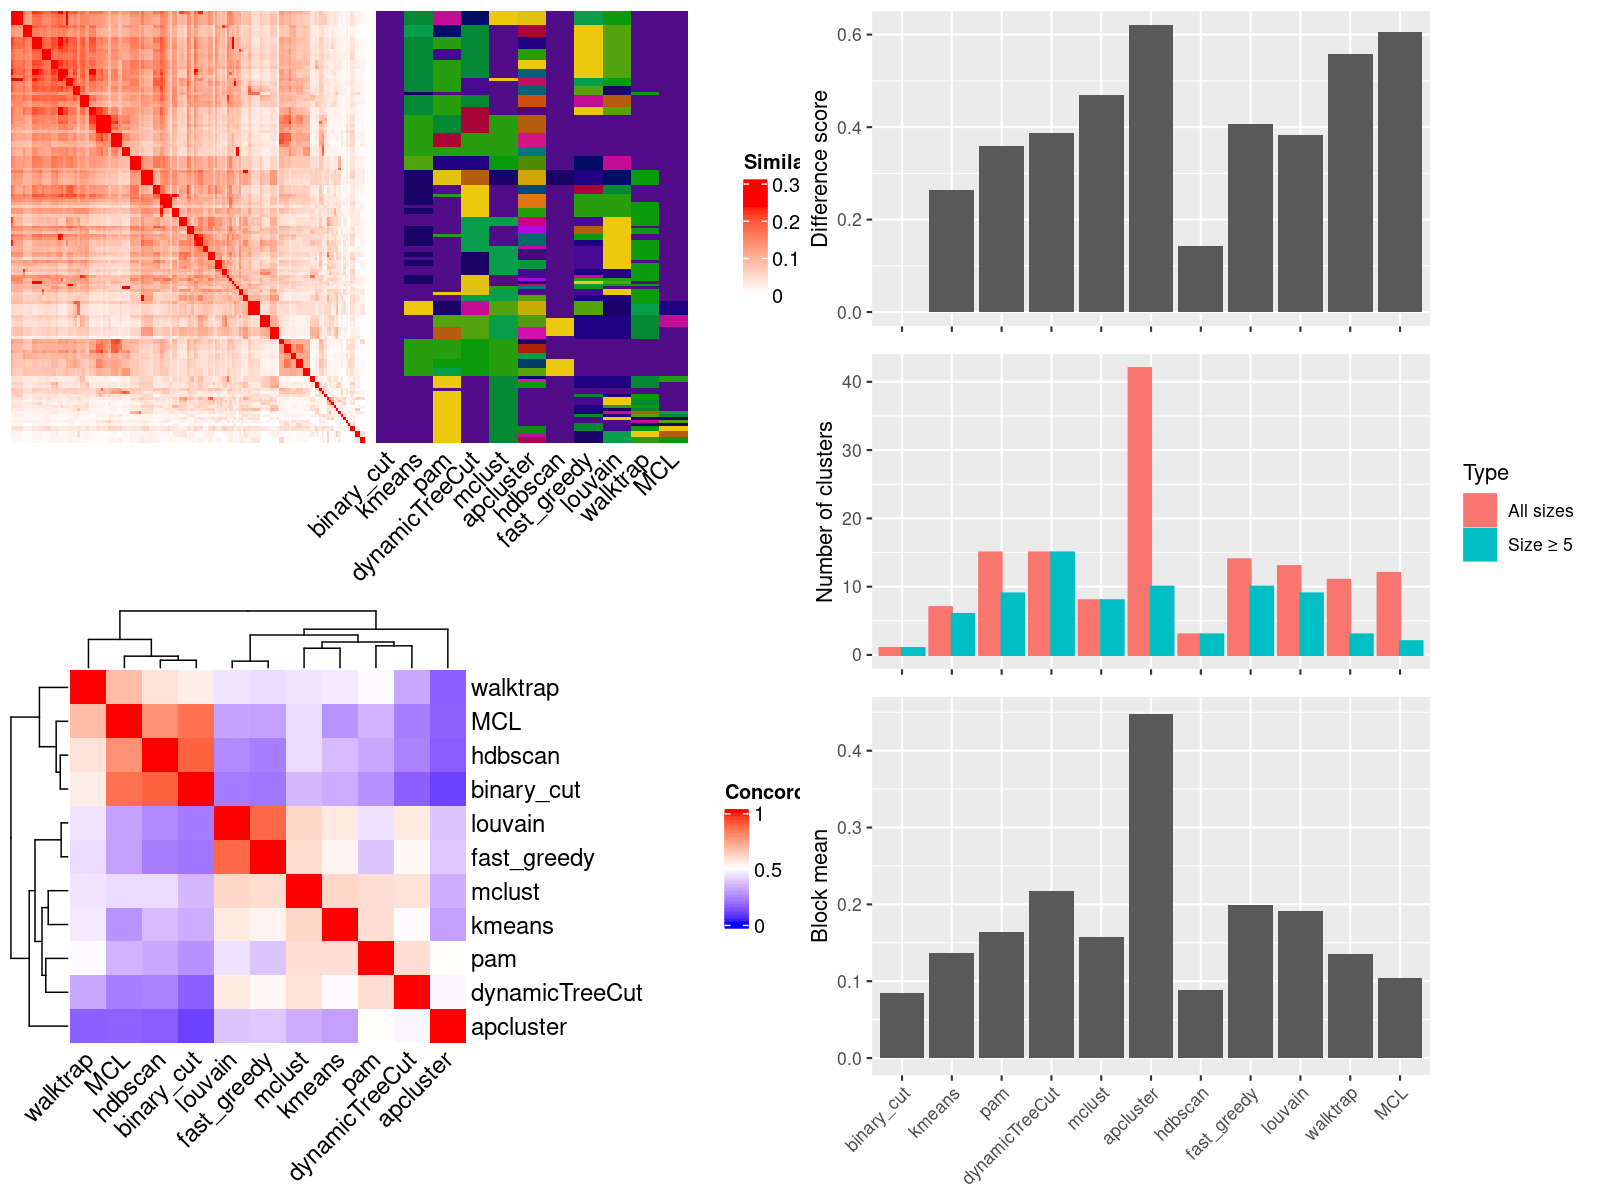 Simila
0.3
0.2
0.1
0
binary_cut
kmeans
pam
dynamicTreeCut
mclust
apcluster
hdbscan
fast_greedy
louvain
walktrap
MCL
walktrap
MCL
hdbscan
binary_cut
louvain
fast_greedy
mclust
kmeans
pam
dynamicTreeCut
apcluster
walktrap
MCL
hdbscan
binary_cut
louvain
fast_greedy
mclust
kmeans
pam
dynamicTreeCut
apcluster
Concord
1
0.5
0
Difference score
0.6
0.4
0.2
0.0
Number of clusters
40
30
20
10
0
Type
All sizes
Size ≥ 5
Block mean
0.4
0.3
0.2
0.1
0.0
binary_cut
kmeans
pam
dynamicTreeCut
mclust
apcluster
hdbscan
fast_greedy
louvain
walktrap
MCL